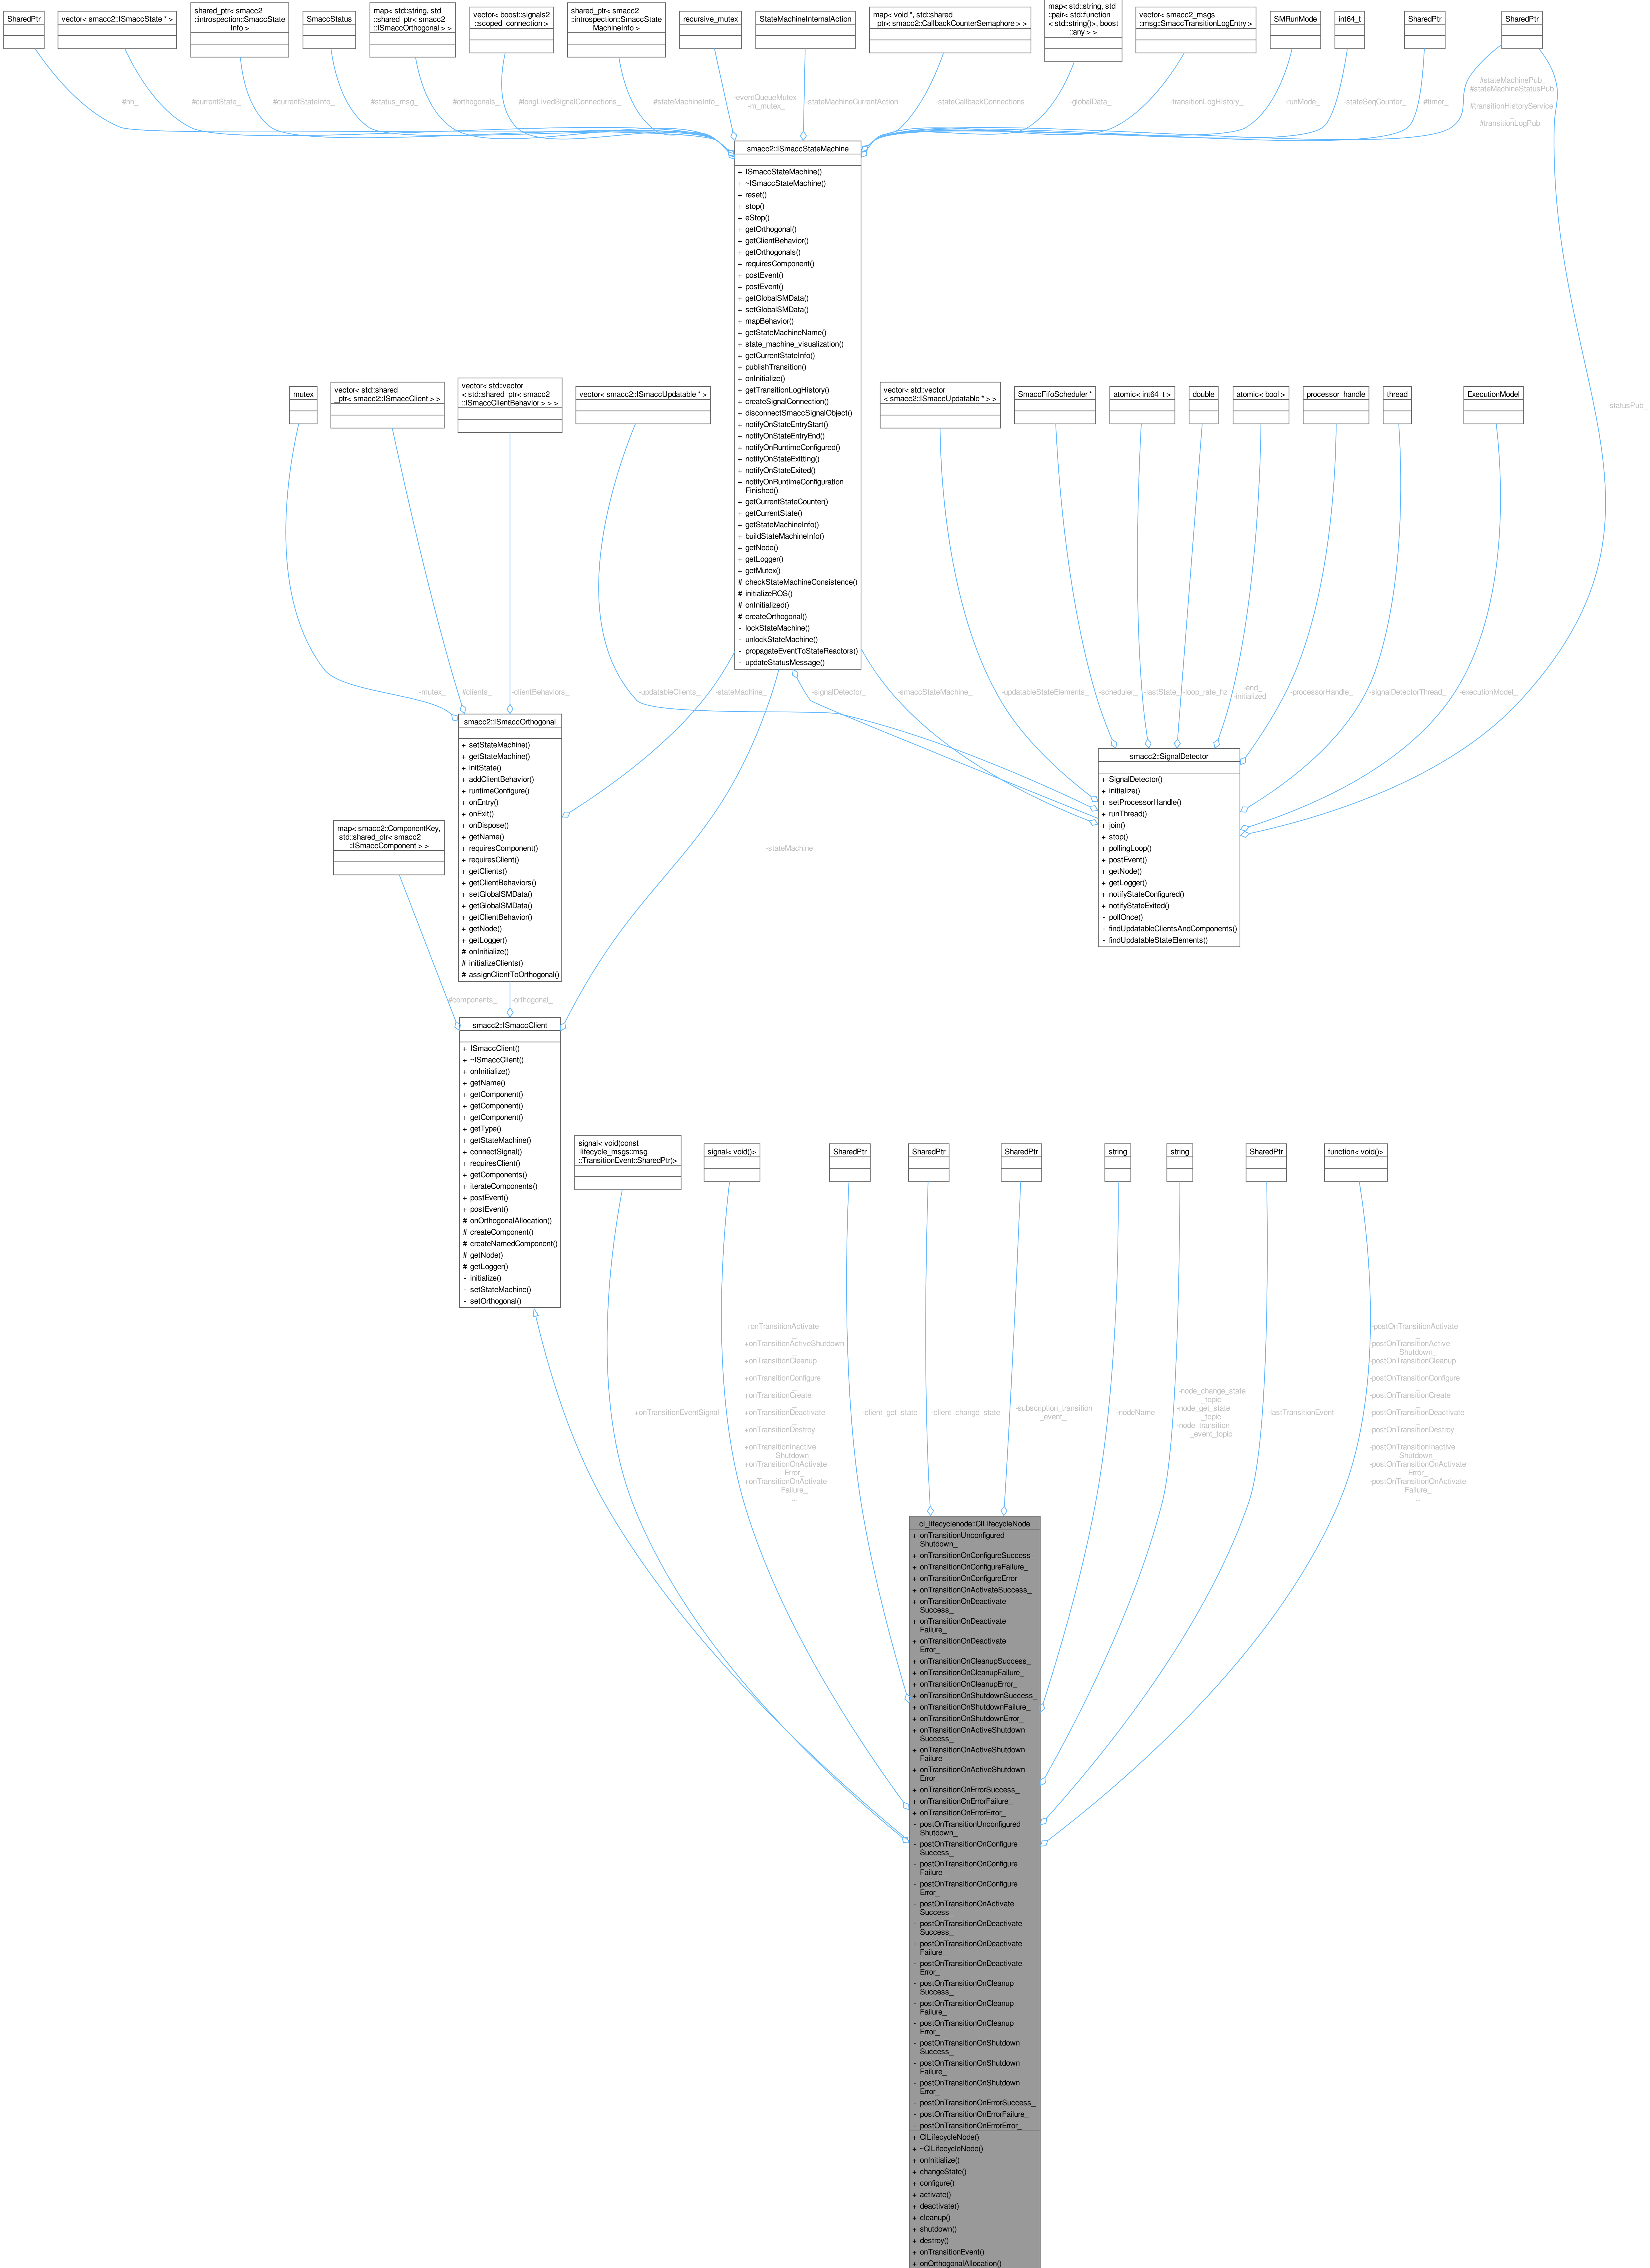 SharedPtr
vector< smacc2::ISmaccState * >
shared_ptr< smacc2
::introspection::SmaccState
Info >
SmaccStatus
map< std::string, std
::shared_ptr< smacc2
::ISmaccOrthogonal > >
vector< boost::signals2
::scoped_connection >
shared_ptr< smacc2
::introspection::SmaccState
MachineInfo >
recursive_mutex
StateMachineInternalAction
map< void *, std::shared
_ptr< smacc2::CallbackCounterSemaphore > >
map< std::string, std
::pair< std::function
< std::string()>, boost
::any > >
vector< smacc2_msgs
::msg::SmaccTransitionLogEntry >
SMRunMode
int64_t
SharedPtr
SharedPtr
#nh_
#currentState_
#currentStateInfo_
#status_msg_
#orthogonals_
#longLivedSignalConnections_
#stateMachineInfo_
-eventQueueMutex_
-m_mutex_
-stateMachineCurrentAction
-stateCallbackConnections
-globalData_
-transitionLogHistory_
-runMode_
-stateSeqCounter_
#timer_
#stateMachinePub_
#stateMachineStatusPub
_
#transitionHistoryService
_
#transitionLogPub_
smacc2::ISmaccStateMachine
+ ISmaccStateMachine()
+ ~ISmaccStateMachine()
+ reset()
+ stop()
+ eStop()
+ getOrthogonal()
+ getClientBehavior()
+ getOrthogonals()
+ requiresComponent()
+ postEvent()
+ postEvent()
+ getGlobalSMData()
+ setGlobalSMData()
+ mapBehavior()
+ getStateMachineName()
+ state_machine_visualization()
+ getCurrentStateInfo()
+ publishTransition()
+ onInitialize()
+ getTransitionLogHistory()
+ createSignalConnection()
+ disconnectSmaccSignalObject()
+ notifyOnStateEntryStart()
+ notifyOnStateEntryEnd()
+ notifyOnRuntimeConfigured()
+ notifyOnStateExitting()
+ notifyOnStateExited()
+ notifyOnRuntimeConfiguration
Finished()
+ getCurrentStateCounter()
+ getCurrentState()
+ getStateMachineInfo()
+ buildStateMachineInfo()
+ getNode()
+ getLogger()
+ getMutex()
# checkStateMachineConsistence()
# initializeROS()
# onInitialized()
# createOrthogonal()
- lockStateMachine()
- unlockStateMachine()
- propagateEventToStateReactors()
- updateStatusMessage()
mutex
vector< std::shared
_ptr< smacc2::ISmaccClient > >
vector< std::vector
< std::shared_ptr< smacc2
::ISmaccClientBehavior > > >
vector< smacc2::ISmaccUpdatable * >
vector< std::vector
< smacc2::ISmaccUpdatable * > >
SmaccFifoScheduler *
atomic< int64_t >
double
atomic< bool >
processor_handle
thread
ExecutionModel
-statusPub_
-mutex_
#clients_
-clientBehaviors_
-updatableClients_
-stateMachine_
-signalDetector_
-smaccStateMachine_
-updatableStateElements_
-scheduler_
-lastState_
-loop_rate_hz
-end_
-initialized_
-processorHandle_
-signalDetectorThread_
-executionModel_
smacc2::ISmaccOrthogonal
+ setStateMachine()
+ getStateMachine()
+ initState()
+ addClientBehavior()
+ runtimeConfigure()
+ onEntry()
+ onExit()
+ onDispose()
+ getName()
+ requiresComponent()
+ requiresClient()
+ getClients()
+ getClientBehaviors()
+ setGlobalSMData()
+ getGlobalSMData()
+ getClientBehavior()
+ getNode()
+ getLogger()
# onInitialize()
# initializeClients()
# assignClientToOrthogonal()
smacc2::SignalDetector
+ SignalDetector()
+ initialize()
+ setProcessorHandle()
+ runThread()
+ join()
+ stop()
+ pollingLoop()
+ postEvent()
+ getNode()
+ getLogger()
+ notifyStateConfigured()
+ notifyStateExited()
- pollOnce()
- findUpdatableClientsAndComponents()
- findUpdatableStateElements()
map< smacc2::ComponentKey,
std::shared_ptr< smacc2
::ISmaccComponent > >
-stateMachine_
#components_
-orthogonal_
smacc2::ISmaccClient
+ ISmaccClient()
+ ~ISmaccClient()
+ onInitialize()
+ getName()
+ getComponent()
+ getComponent()
+ getComponent()
+ getType()
+ getStateMachine()
+ connectSignal()
+ requiresClient()
+ getComponents()
+ iterateComponents()
+ postEvent()
+ postEvent()
# onOrthogonalAllocation()
# createComponent()
# createNamedComponent()
# getNode()
# getLogger()
- initialize()
- setStateMachine()
- setOrthogonal()
signal< void(const
lifecycle_msgs::msg
::TransitionEvent::SharedPtr)>
signal< void()>
SharedPtr
SharedPtr
SharedPtr
string
string
SharedPtr
function< void()>
+onTransitionEventSignal
+onTransitionActivate
_
+onTransitionActiveShutdown
_
+onTransitionCleanup
_
+onTransitionConfigure
_
+onTransitionCreate
_
+onTransitionDeactivate
_
+onTransitionDestroy
_
+onTransitionInactive
Shutdown_
+onTransitionOnActivate
Error_
+onTransitionOnActivate
Failure_
...
-client_get_state_
-client_change_state_
-subscription_transition
_event_
-nodeName_
-node_change_state
_topic
-node_get_state
_topic
-node_transition
_event_topic
-lastTransitionEvent_
-postOnTransitionActivate
_
-postOnTransitionActive
Shutdown_
-postOnTransitionCleanup
_
-postOnTransitionConfigure
_
-postOnTransitionCreate
_
-postOnTransitionDeactivate
_
-postOnTransitionDestroy
_
-postOnTransitionInactive
Shutdown_
-postOnTransitionOnActivate
Error_
-postOnTransitionOnActivate
Failure_
...
cl_lifecyclenode::ClLifecycleNode
+ onTransitionUnconfigured
Shutdown_
+ onTransitionOnConfigureSuccess_
+ onTransitionOnConfigureFailure_
+ onTransitionOnConfigureError_
+ onTransitionOnActivateSuccess_
+ onTransitionOnDeactivate
Success_
+ onTransitionOnDeactivate
Failure_
+ onTransitionOnDeactivate
Error_
+ onTransitionOnCleanupSuccess_
+ onTransitionOnCleanupFailure_
+ onTransitionOnCleanupError_
+ onTransitionOnShutdownSuccess_
+ onTransitionOnShutdownFailure_
+ onTransitionOnShutdownError_
+ onTransitionOnActiveShutdown
Success_
+ onTransitionOnActiveShutdown
Failure_
+ onTransitionOnActiveShutdown
Error_
+ onTransitionOnErrorSuccess_
+ onTransitionOnErrorFailure_
+ onTransitionOnErrorError_
- postOnTransitionUnconfigured
Shutdown_
- postOnTransitionOnConfigure
Success_
- postOnTransitionOnConfigure
Failure_
- postOnTransitionOnConfigure
Error_
- postOnTransitionOnActivate
Success_
- postOnTransitionOnDeactivate
Success_
- postOnTransitionOnDeactivate
Failure_
- postOnTransitionOnDeactivate
Error_
- postOnTransitionOnCleanup
Success_
- postOnTransitionOnCleanup
Failure_
- postOnTransitionOnCleanup
Error_
- postOnTransitionOnShutdown
Success_
- postOnTransitionOnShutdown
Failure_
- postOnTransitionOnShutdown
Error_
- postOnTransitionOnErrorSuccess_
- postOnTransitionOnErrorFailure_
- postOnTransitionOnErrorError_
+ ClLifecycleNode()
+ ~ClLifecycleNode()
+ onInitialize()
+ changeState()
+ configure()
+ activate()
+ deactivate()
+ cleanup()
+ shutdown()
+ destroy()
+ onTransitionEvent()
+ onOrthogonalAllocation()